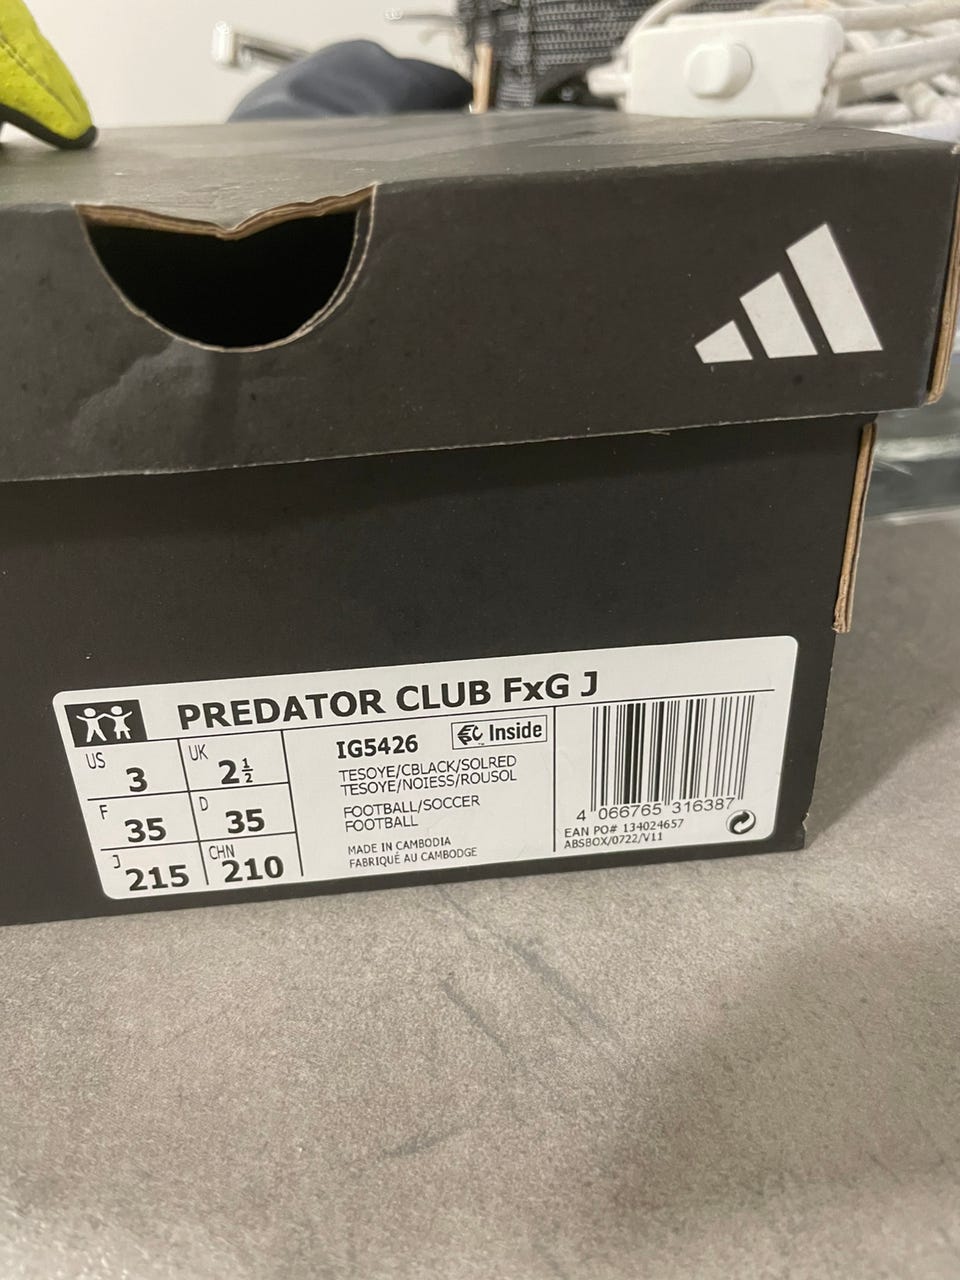 PREDATOR CLUB FxG J
US 3
UK 2½
F 35
D 35
J 215
CHN 210
IG5426
Inside
TESOYE/CBLACK/SOLRED
TESOYE/NOIESS/ROUSOL
FOOTBALL/SOCCER
FOOTBALL
MADE IN CAMBODIA
FABRIQUÉ AU CAMBODGE
4 066765 316387
EAN PO# 134024657
ABSBOX/0722/V11